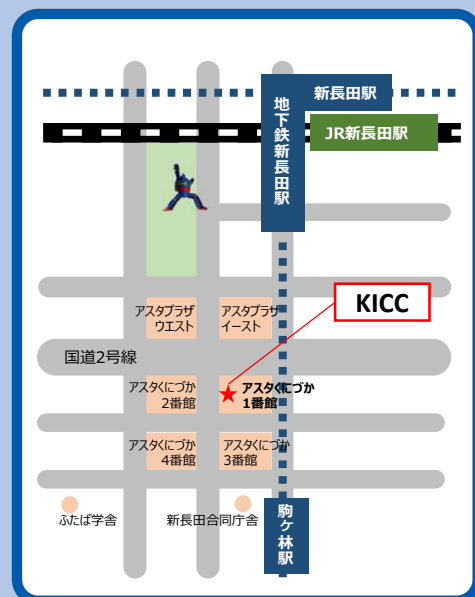 新長田駅
地下鉄新長田駅
JR新長田駅
KICC
アスタプラザ
ウエスト
アスタプラザ
イースト
国道2号線
アスタくにづか
2番館
アスタくにづか
1番館
アスタくにづか
4番館
アスタくにづか
3番館
ふたば学舎
新長田合同庁舎
駒ケ林駅